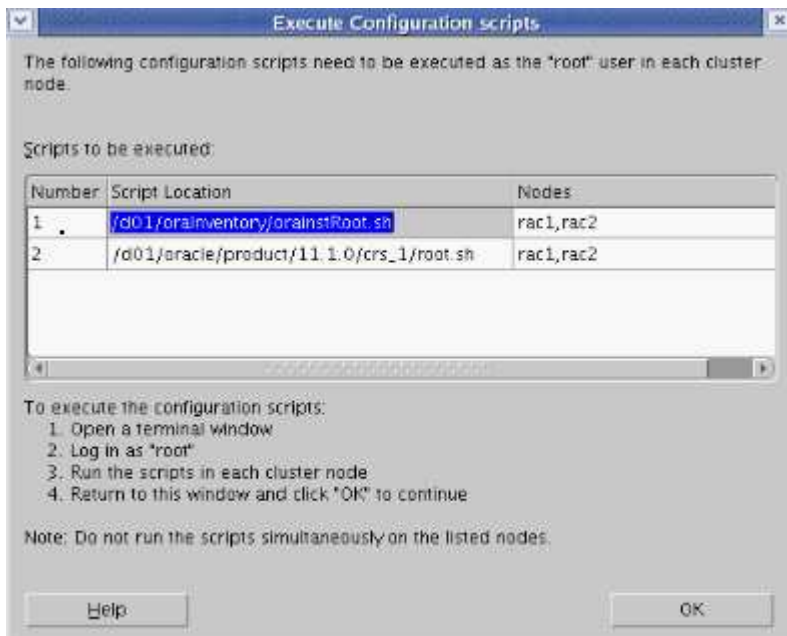 Execute Configuration scripts
The following configuration scripts need to be executed as the "root" user in each cluster
node.
Scripts to be executed:
Number Script Location Nodes
1 /d01/oraInventory/orainstRoot.sh rac1,rac2
2 /d01/oracle/product/11.1.0/crs_1/root.sh rac1,rac2
To execute the configuration scripts:
1. Open a terminal window
2. Log in as "root"
3. Run the scripts in each cluster node
4. Return to this window and click "OK" to continue
Note: Do not run the scripts simultaneously on the listed nodes.
Help OK